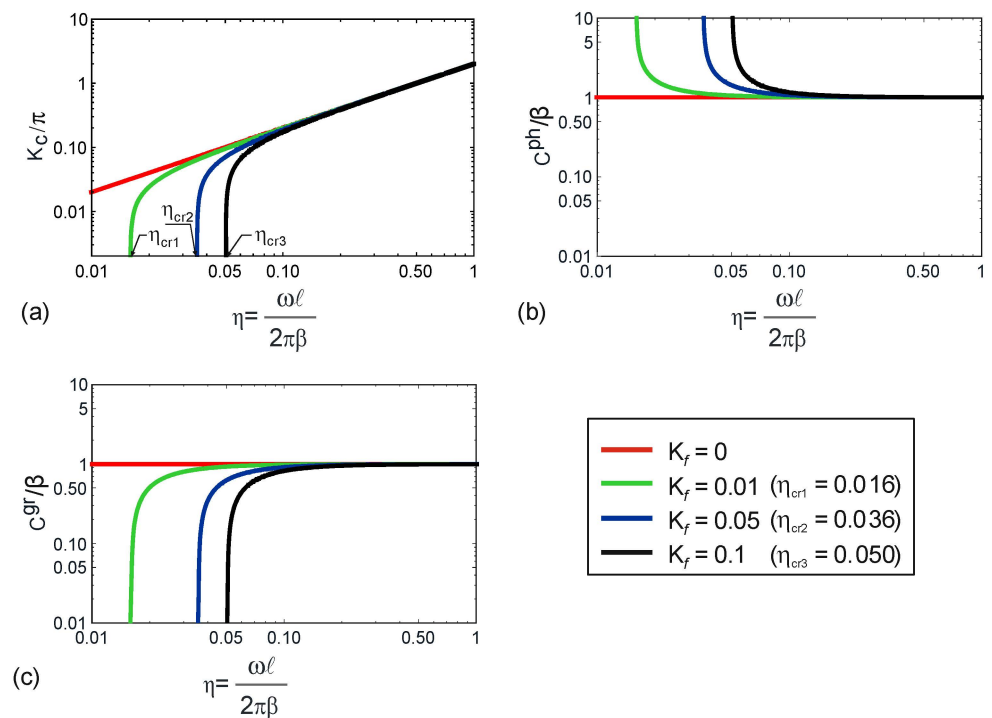 10
5
1
0.10
0.01
K_C/π
η_cr1
η_cr2
η_cr3
0.01 0.05 0.10 0.50 1
(a)
η= ωℓ / 2πβ
10
5
1
0.50
0.10
0.05
0.01
C^ph/β
0.01 0.05 0.10 0.50 1
(b)
η= ωℓ / 2πβ
10
5
1
0.50
0.10
0.05
0.01
C^gr/β
0.01 0.05 0.10 0.50 1
(c)
η= ωℓ / 2πβ
K_f = 0
K_f = 0.01 (η_cr1 = 0.016)
K_f = 0.05 (η_cr2 = 0.036)
K_f = 0.1 (η_cr3 = 0.050)